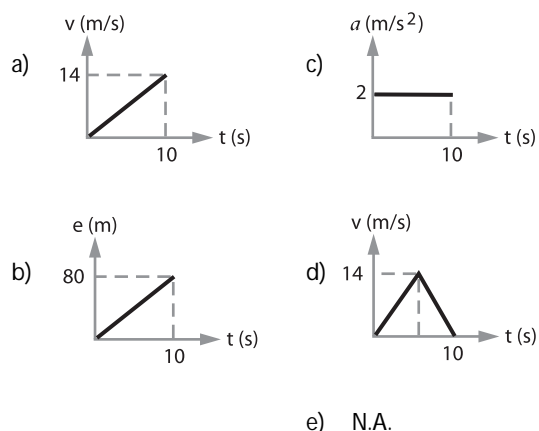 a)
v (m/s)
14
10
t (s)
c)
a (m/s²)
2
10
t (s)
b)
e (m)
80
10
t (s)
d)
v (m/s)
14
10
t (s)
e) N.A.